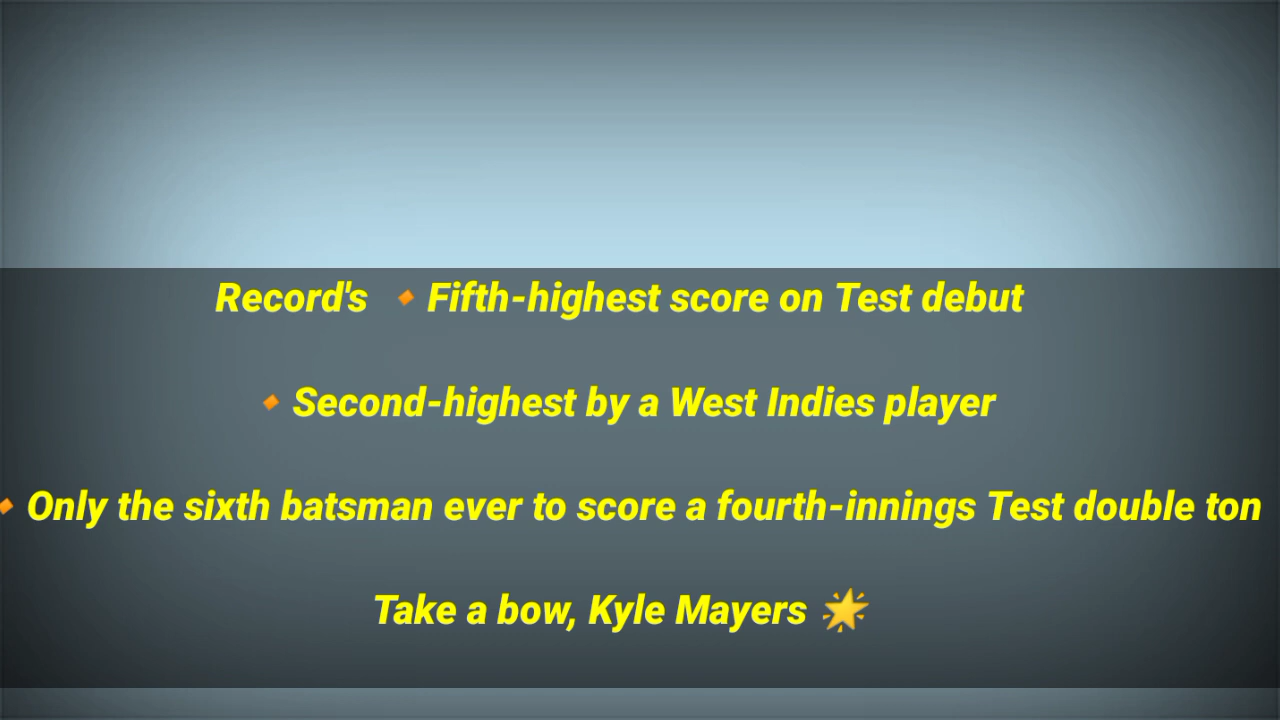 Record's 🔸Fifth-highest score on Test debut
🔸Second-highest by a West Indies player
🔸Only the sixth batsman ever to score a fourth-innings Test double ton
Take a bow, Kyle Mayers 🌟